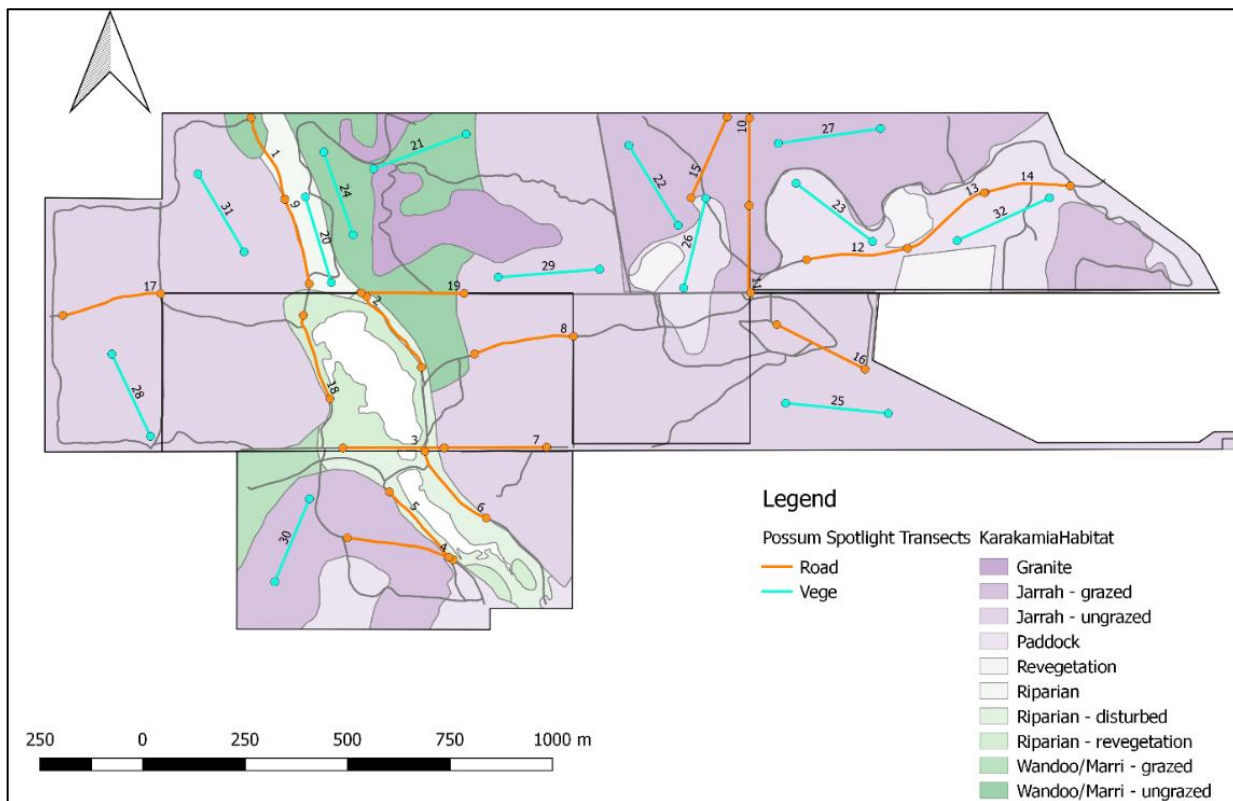 27
10
21
14
1
15
13
24
22
31
23
32
9
20
26
12
29
17
19
11
2
8
16
28
18
25
3
7
5
6
30
4
Legend
Possum Spotlight Transects KarakamiaHabitat
Road
Vege
Granite
Jarrah - grazed
Jarrah - ungrazed
Paddock
Revegetation
Riparian
Riparian - disturbed
Riparian - revegetation
Wandoo/Marri - grazed
Wandoo/Marri - ungrazed
250 0 250 500 750 1000 m